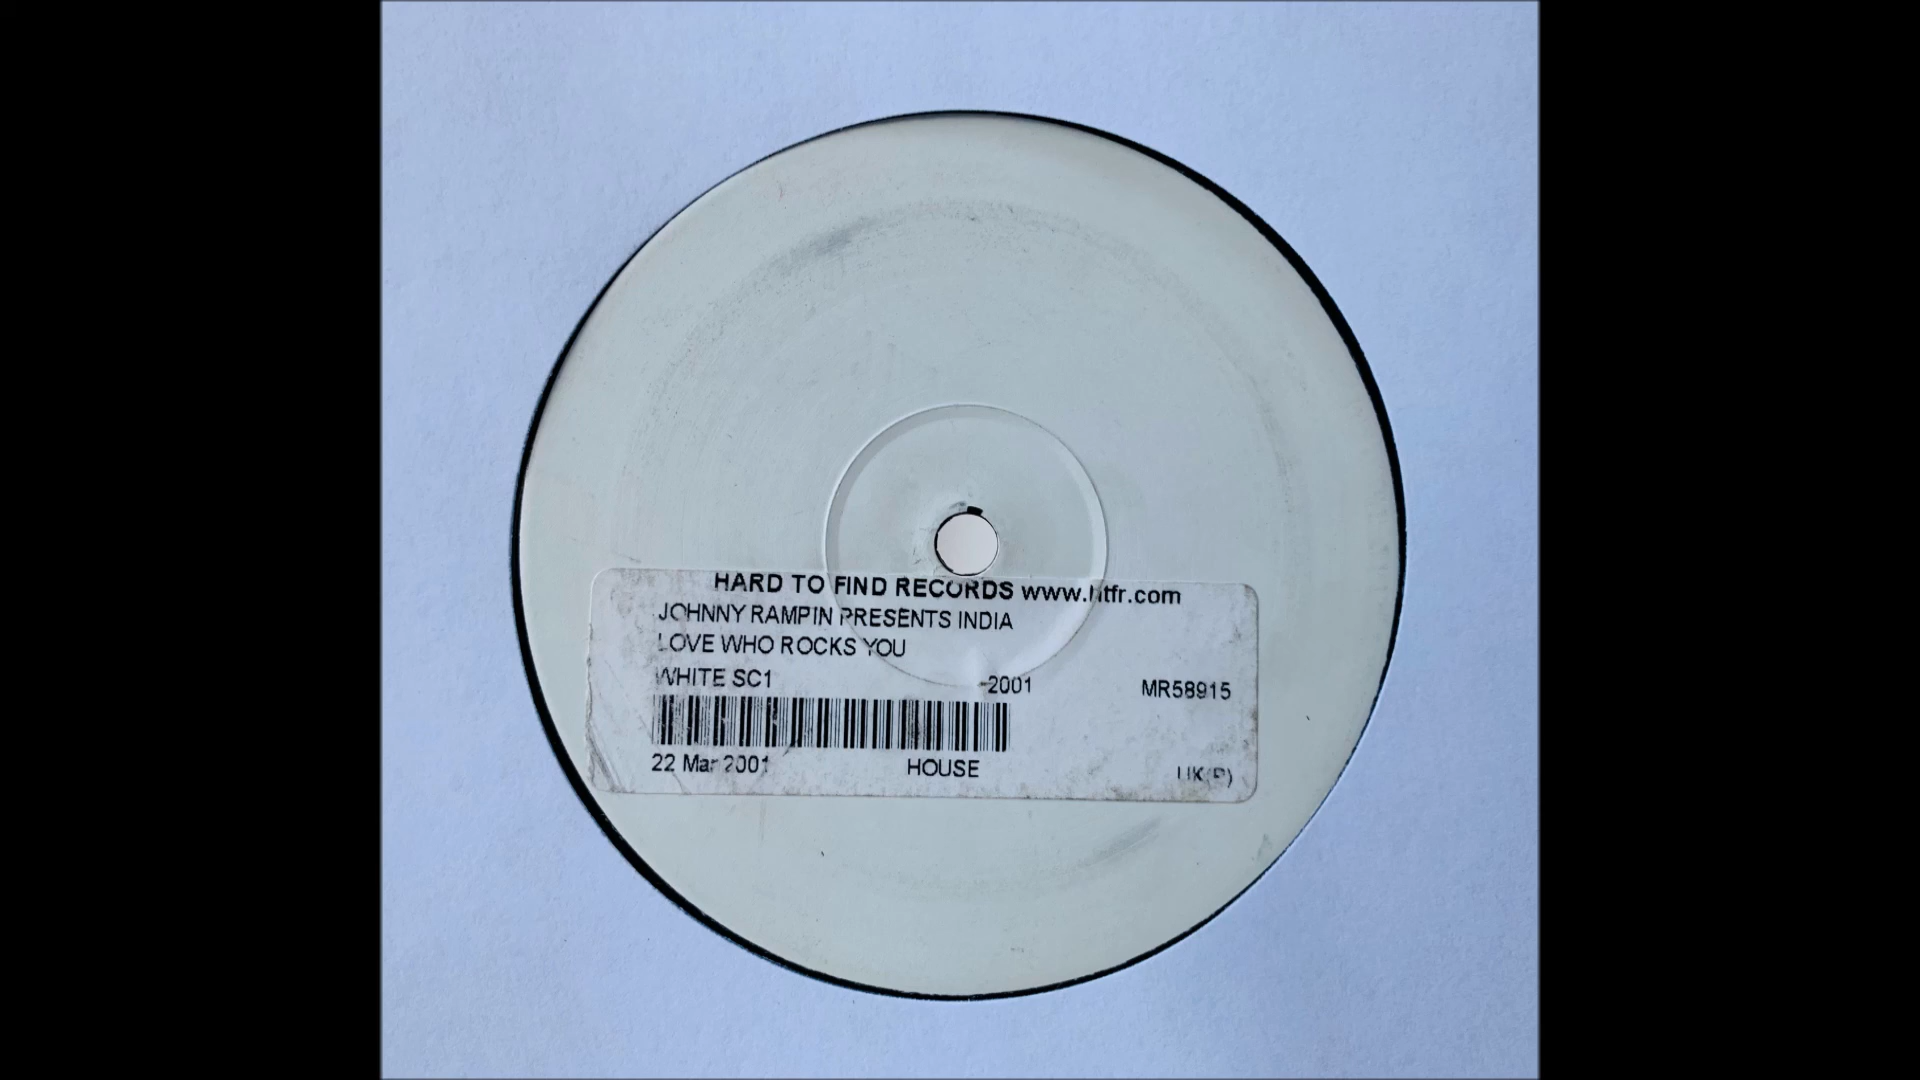 HARD TO FIND RECORDS www.htfr.com
JOHNNY RAMPIN PRESENTS INDIA
LOVE WHO ROCKS YOU
WHITE SC1 -2001 MR58915
22 Mar 2001 HOUSE UK(P)